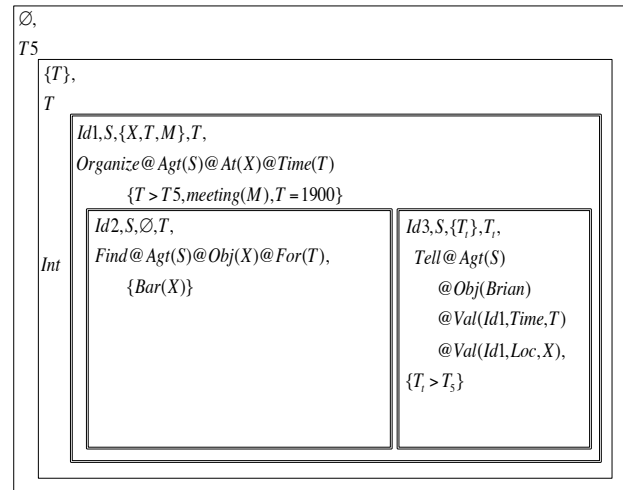 ∅,
T5
{T},
T
Int
Id1,S,{X,T,M},T,
Organize@Agt(S)@At(X)@Time(T)
{T>T5,meeting(M),T=1900}
Id2,S,∅,T,
Find@Agt(S)@Obj(X)@For(T),
{Bar(X)}
Id3,S,{Tₜ},Tₜ,
Tell@Agt(S)
@Obj(Brian)
@Val(Id1,Time,T)
@Val(Id1,Loc,X),
{Tₜ>T₅}